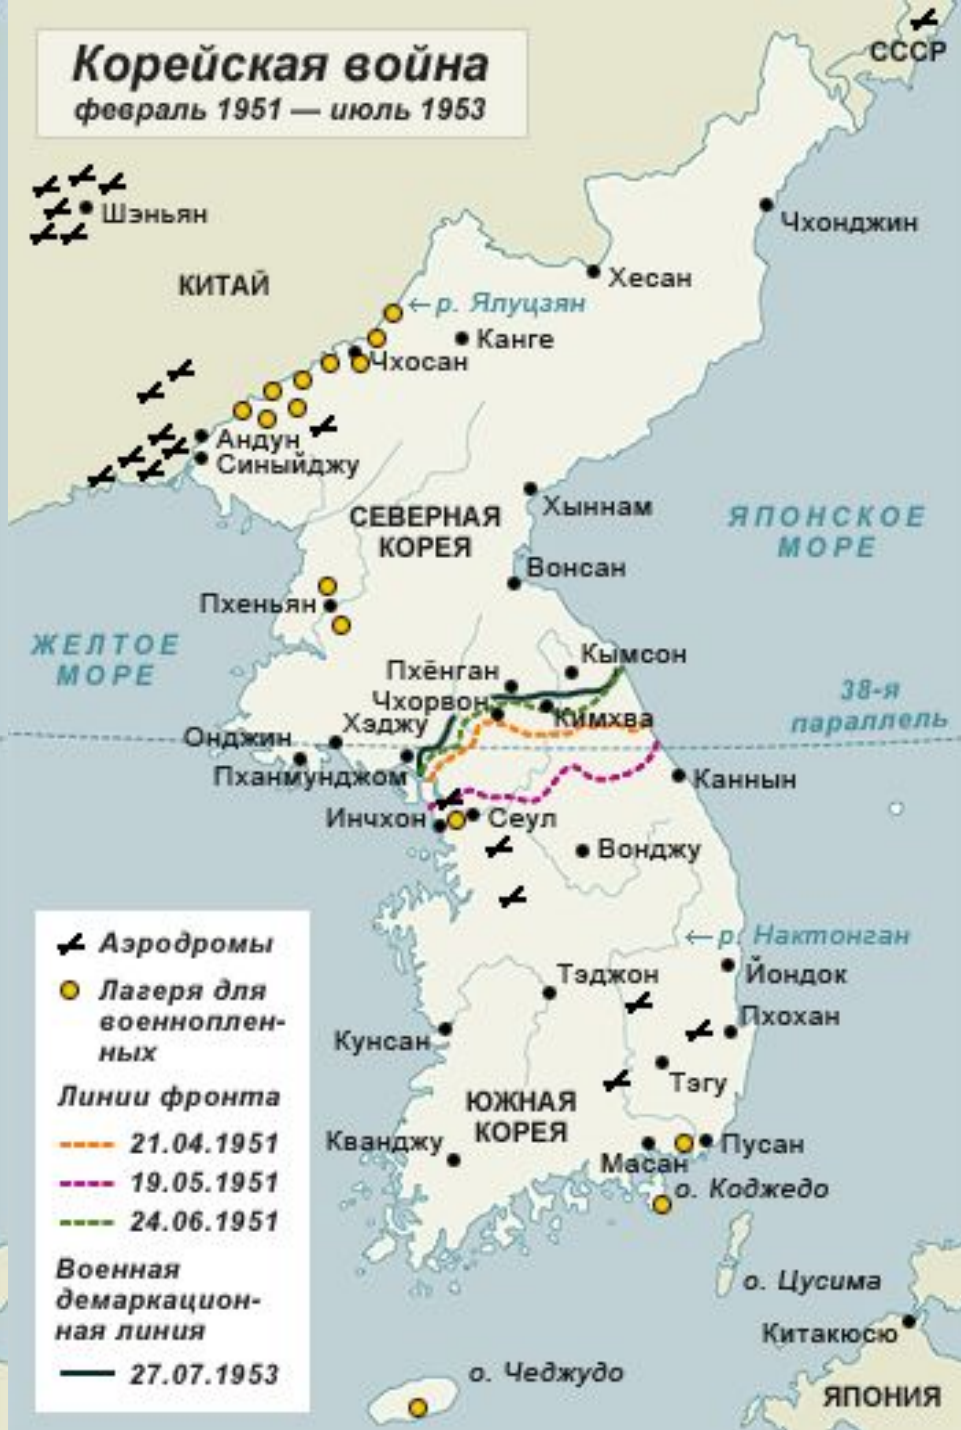 Корейская война
февраль 1951 — июль 1953
СССР
Шэньян
Чхонджин
КИТАЙ
Хесан
←р. Ялуцзян
Канге
Чхосан
Андун
Синыйджу
СЕВЕРНАЯ
КОРЕЯ
Хыннам
ЯПОНСКОЕ
МОРЕ
Вонсан
Пхеньян
ЖЕЛТОЕ
МОРЕ
Кымсон
Пхёнган
38-я
параллель
Чхорвон
Кимхва
Хэджу
Онджин
Пханмунджом
Каннын
Инчхон
Сеул
Вонджу
←р. Нактонган
Тэджон
Йондок
Пхохан
Кунсан
Тэгу
ЮЖНАЯ
КОРЕЯ
Кванджу
Пусан
Масан
о. Коджедо
о. Цусима
Китакюсю
о. Чеджудо
ЯПОНИЯ
Аэродромы
Лагеря для
военноплен-
ных
Линии фронта
21.04.1951
19.05.1951
24.06.1951
Военная
демаркацион-
ная линия
27.07.1953